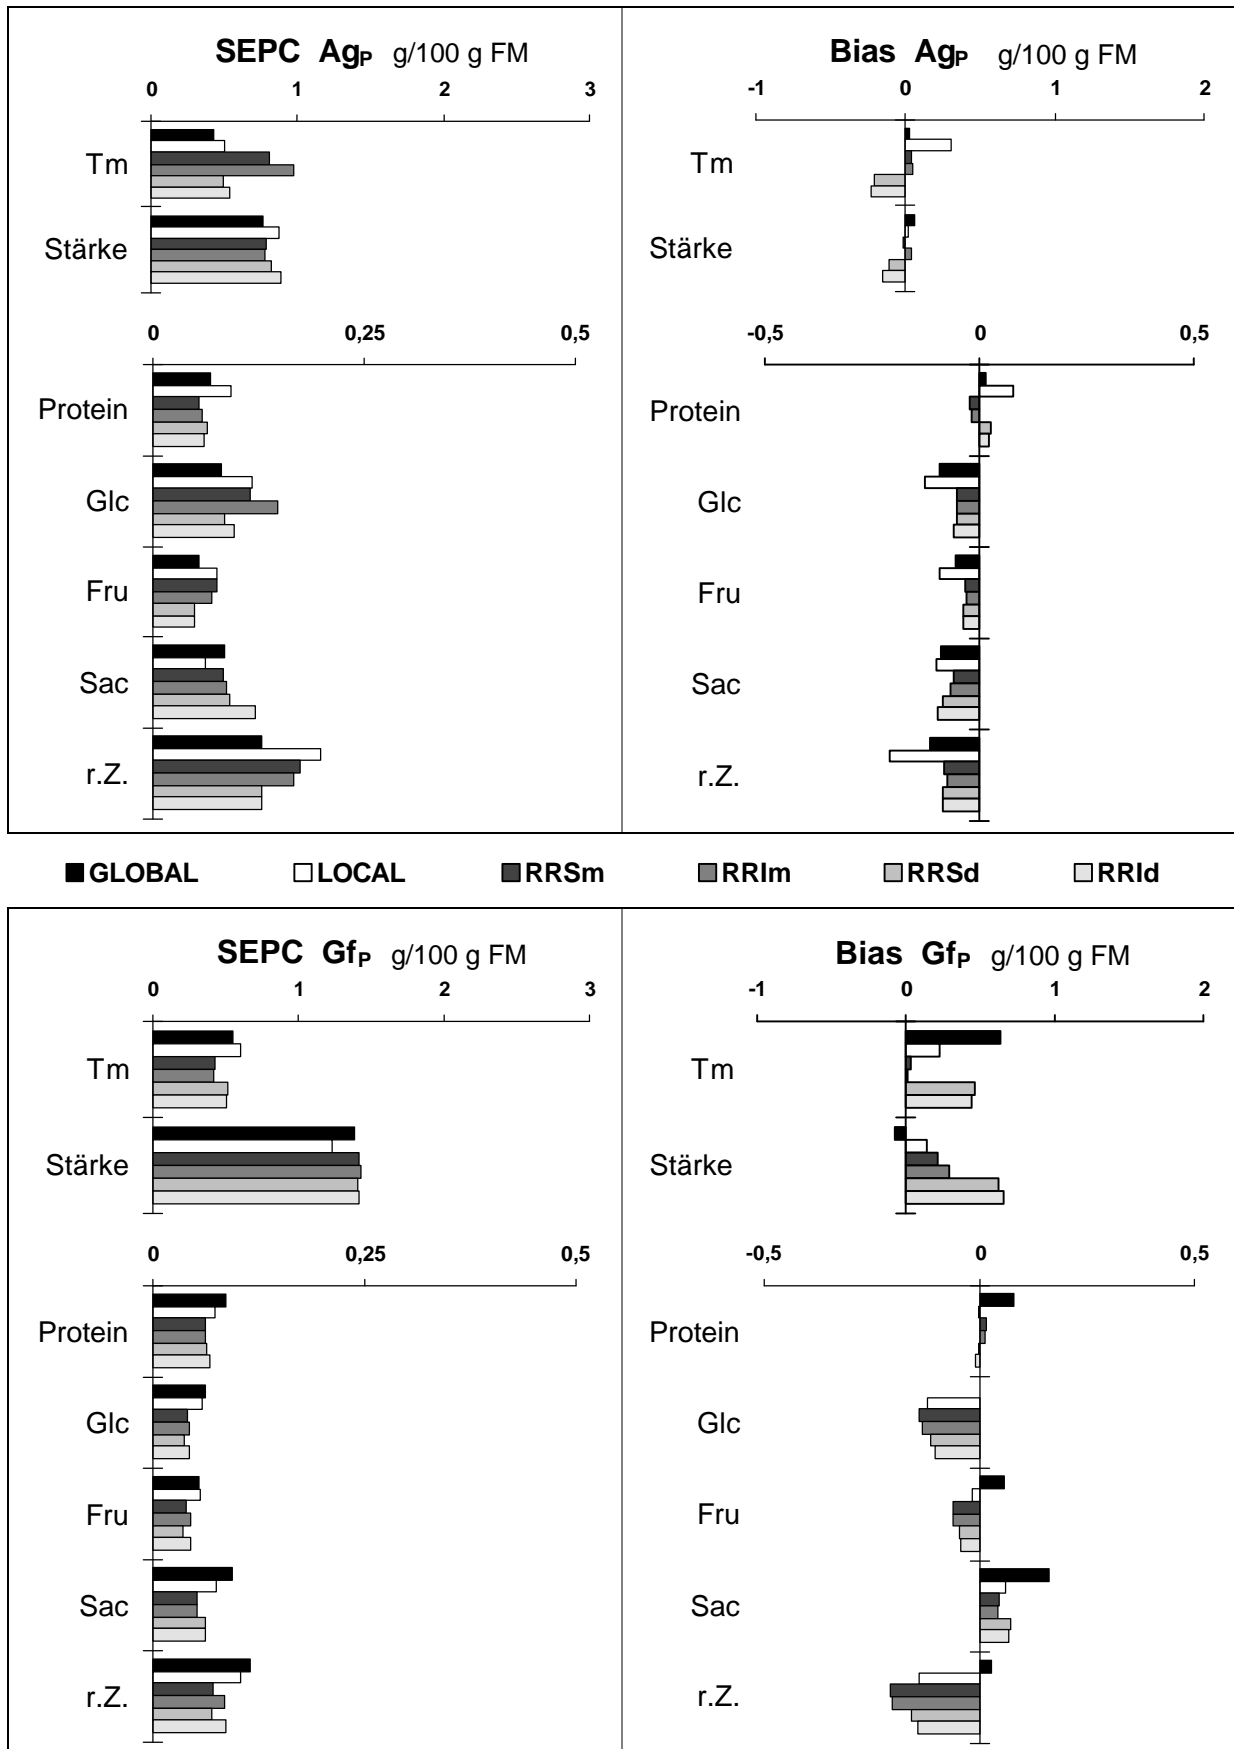 SEPC AgP g/100 g FM
0 1 2 3
Tm
Stärke
0 0,25 0,5
Protein
Glc
Fru
Sac
r.Z.
Bias AgP g/100 g FM
-1 0 1 2
Tm
Stärke
-0,5 0 0,5
Protein
Glc
Fru
Sac
r.Z.
GLOBAL LOCAL RRSm RRIm RRSd RRId
SEPC GfP g/100 g FM
0 1 2 3
Tm
Stärke
0 0,25 0,5
Protein
Glc
Fru
Sac
r.Z.
Bias GfP g/100 g FM
-1 0 1 2
Tm
Stärke
-0,5 0 0,5
Protein
Glc
Fru
Sac
r.Z.